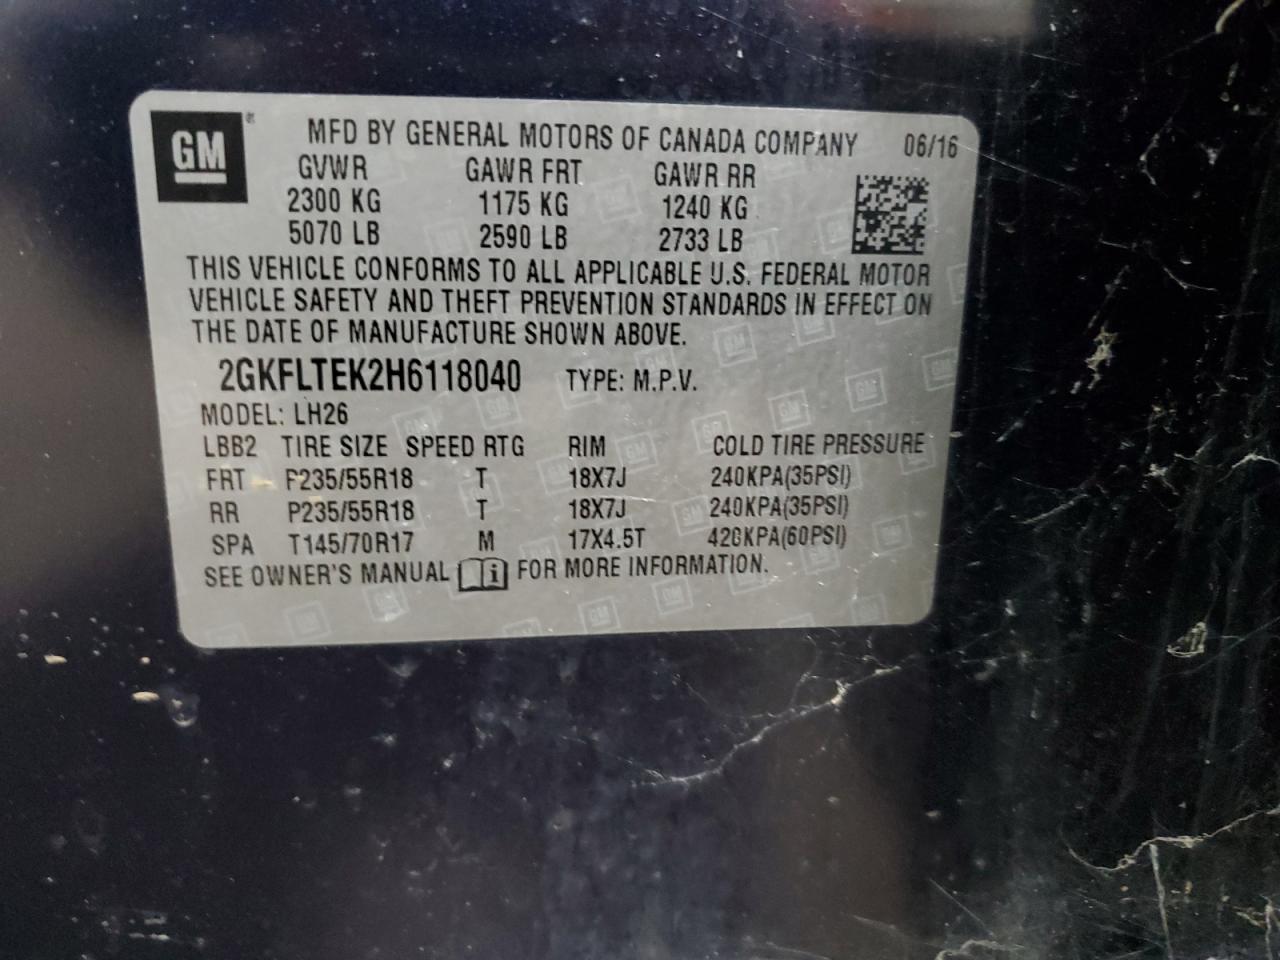 GM MFD BY GENERAL MOTORS OF CANADA COMPANY 06/16
GVWR GAWR FRT GAWR RR
2300 KG 1175 KG 1240 KG
5070 LB 2590 LB 2733 LB
THIS VEHICLE CONFORMS TO ALL APPLICABLE U.S. FEDERAL MOTOR
VEHICLE SAFETY AND THEFT PREVENTION STANDARDS IN EFFECT ON
THE DATE OF MANUFACTURE SHOWN ABOVE.
2GKFLTEK2H6118040 TYPE: M.P.V.
MODEL: LH26
LBB2 TIRE SIZE SPEED RTG RIM COLD TIRE PRESSURE
FRT P235/55R18 T 18X7J 240KPA(35PSI)
RR P235/55R18 T 18X7J 240KPA(35PSI)
SPA T145/70R17 M 17X4.5T 420KPA(60PSI)
SEE OWNER'S MANUAL FOR MORE INFORMATION.